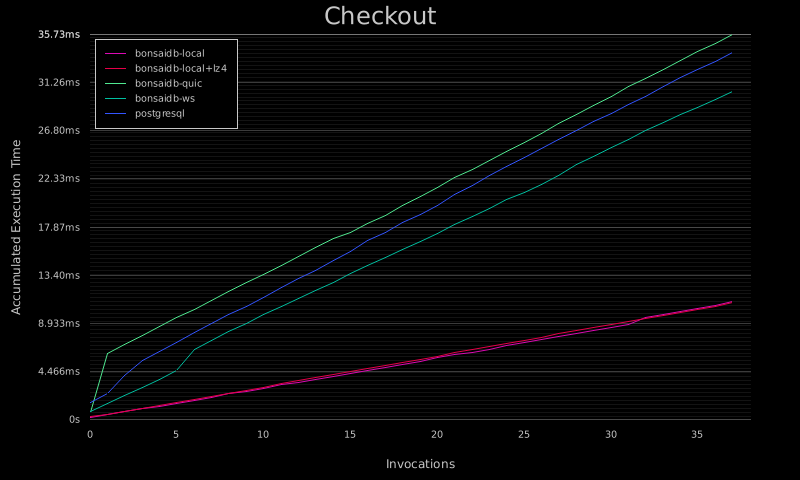 Checkout
35.73ms
31.26ms
26.80ms
22.33ms
17.87ms
13.40ms
8.933ms
4.466ms
0s
Accumulated Execution Time
bonsaidb-local
bonsaidb-local+lz4
bonsaidb-quic
bonsaidb-ws
postgresql
0 5 10 15 20 25 30 35
Invocations